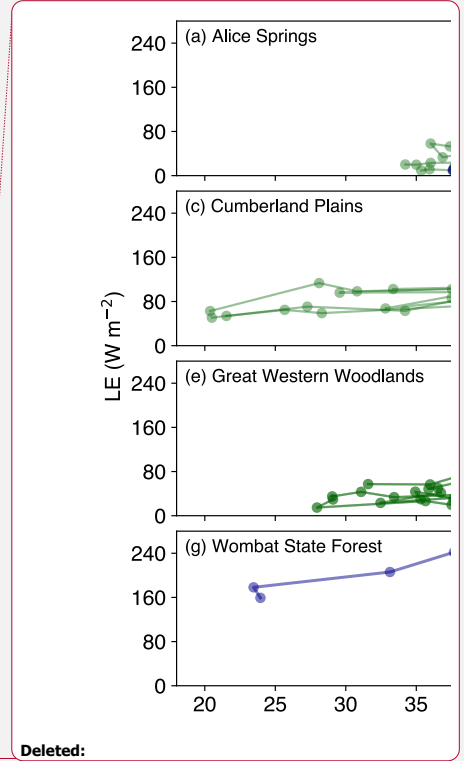 (a) Alice Springs
240
160
80
0
(c) Cumberland Plains
240
160
80
0
LE (W m−2)
(e) Great Western Woodlands
240
160
80
0
(g) Wombat State Forest
240
160
80
0
20 25 30 35
Deleted: